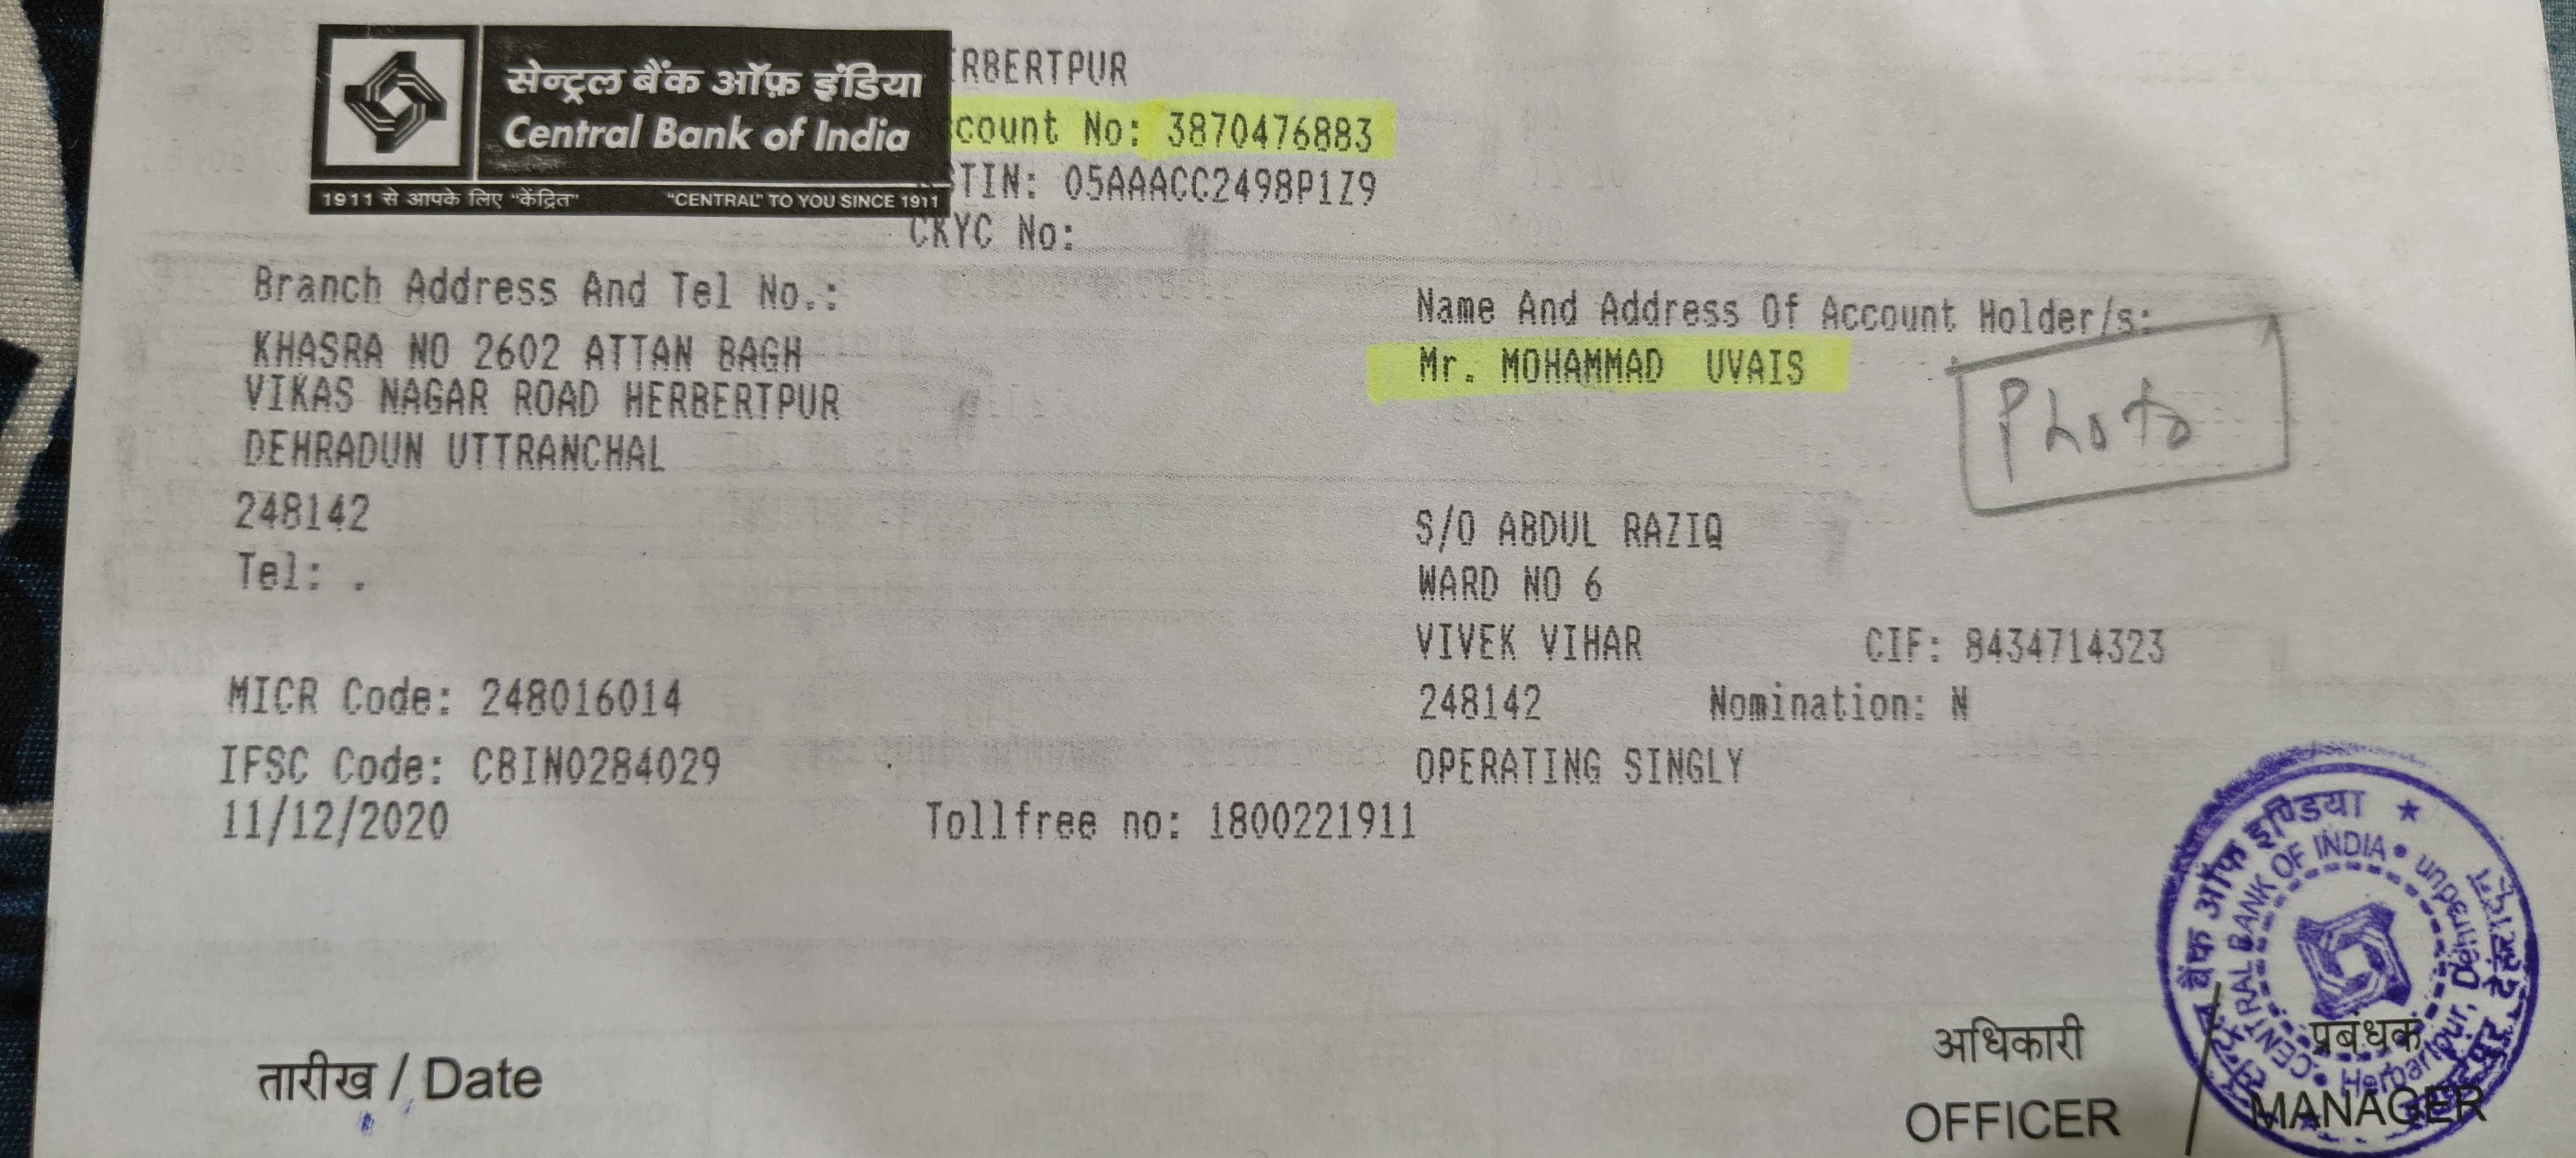 सेन्ट्रल बैंक ऑफ़ इंडिया
Central Bank of India
1911 से आपके लिए "केंद्रित" "CENTRAL" TO YOU SINCE 1911
RBERTPUR
count No: 3870476883
STIN: 05AAACC2498P1Z9
CKYC No:
Branch Address And Tel No.:
KHASRA NO 2602 ATTAN BAGH
VIKAS NAGAR ROAD HERBERTPUR
DEHRADUN UTTRANCHAL
248142
Tel: .
MICR Code: 248016014
IFSC Code: CBIN0284029
11/12/2020
Name And Address Of Account Holder/s:
Mr. MOHAMMAD UVAIS
Photo
S/O ABDUL RAZIQ
WARD NO 6
VIVEK VIHAR CIF: 8434714323
248142 Nomination: N
OPERATING SINGLY
Tollfree no: 1800221911
तारीख / Date
अधिकारी / प्रबंधक
OFFICER / MANAGER
बैंक ऑफ इण्डिया
CENTRAL BANK OF INDIA
Herbartpur, Dehradun